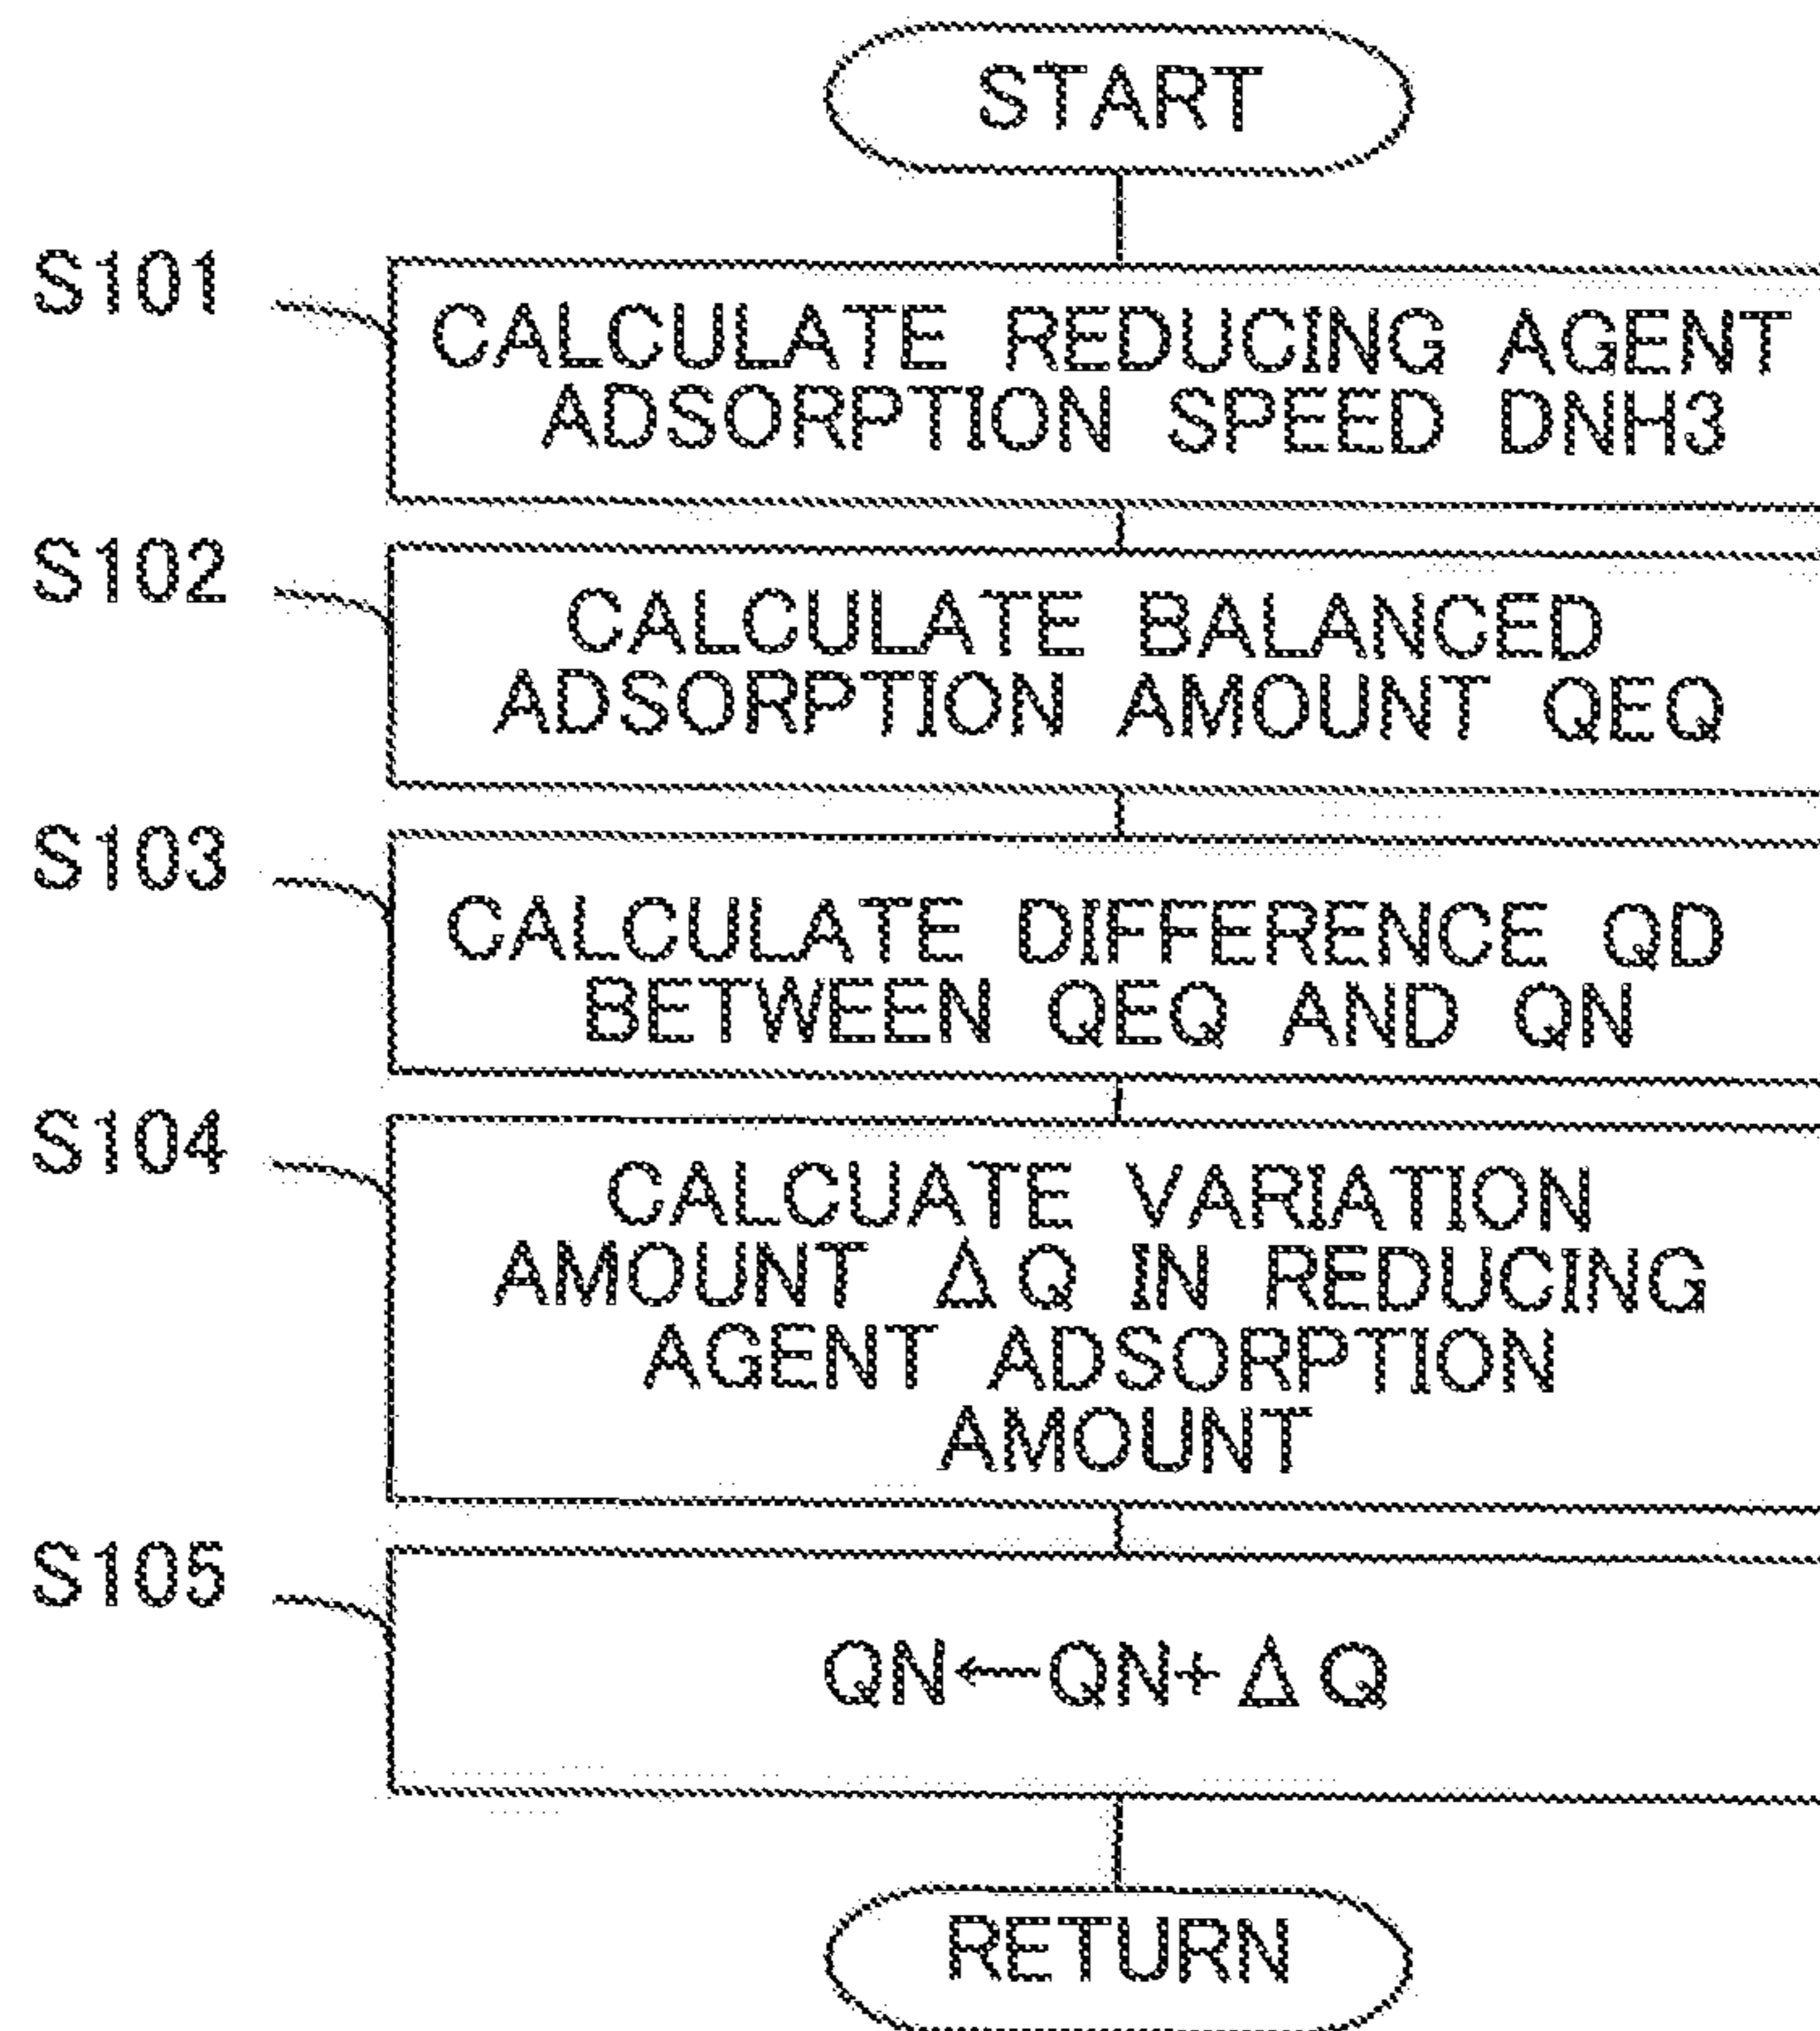 START
S101
CALCULATE REDUCING AGENT
ADSORPTION SPEED DNH3
S102
CALCULATE BALANCED
ADSORPTION AMOUNT QEQ
S103
CALCULATE DIFFERENCE QD
BETWEEN QEQ AND QN
S104
CALCUATE VARIATION
AMOUNT ΔQ IN REDUCING
AGENT ADSORPTION
AMOUNT
S105
QN←QN+ΔQ
RETURN